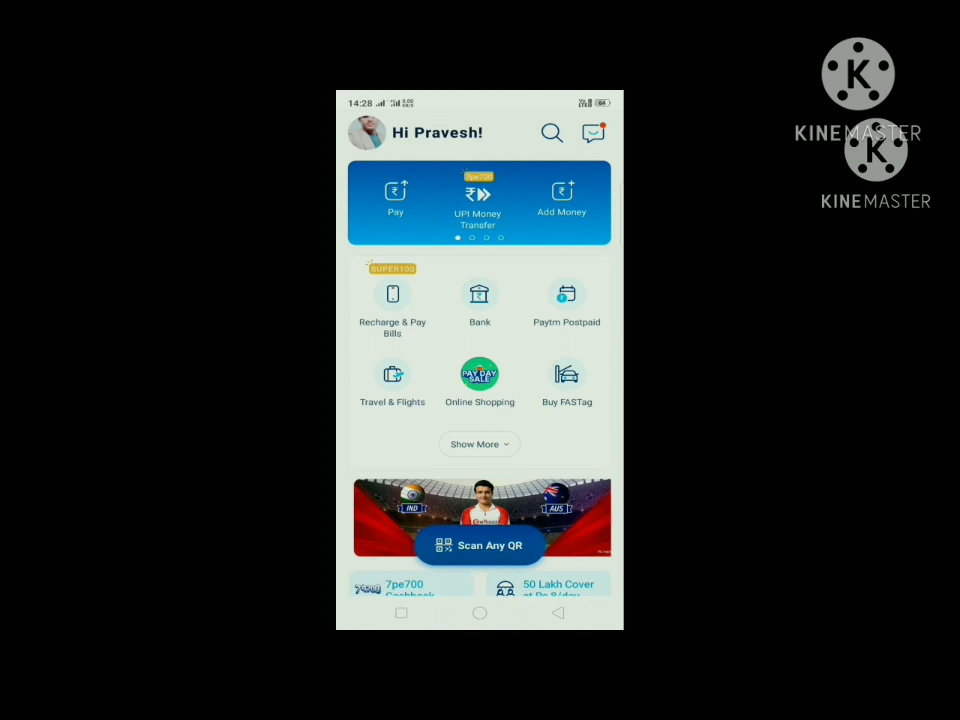 KINEMASTER
KINEMASTER
14:28
64
Hi Pravesh!
7pe700
Pay
UPI Money
Transfer
Add Money
SUPER100
Recharge & Pay
Bills
Bank
Paytm Postpaid
Travel & Flights
PAY DAY
SALE
Online Shopping
Buy FASTag
Show More
IND
AUS
Scan Any QR
7pe700
Cashback
50 Lakh Cover
at Rs 8/day